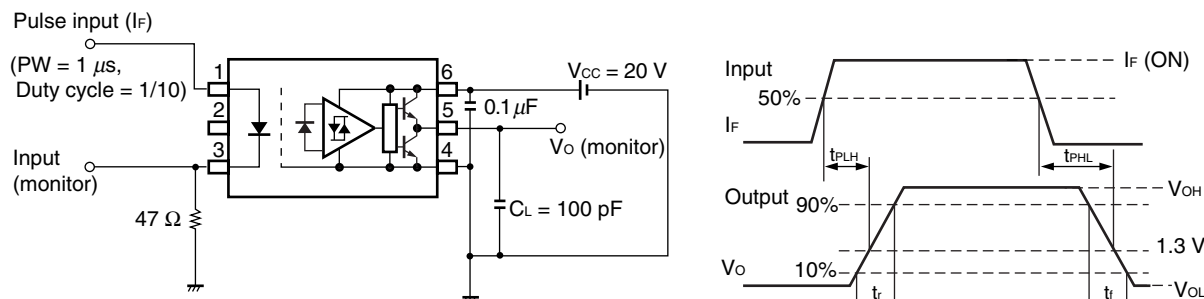 Pulse input (IF)
(PW = 1 μs,
Duty cycle = 1/10)
1
2
3
6
5
4
VCC = 20 V
0.1 μF
VO (monitor)
Input
(monitor)
47 Ω
CL = 100 pF
Input
50%
IF
IF (ON)
tPLH
tPHL
Output
90%
VOH
1.3 V
VO
10%
VOL
tr
tf